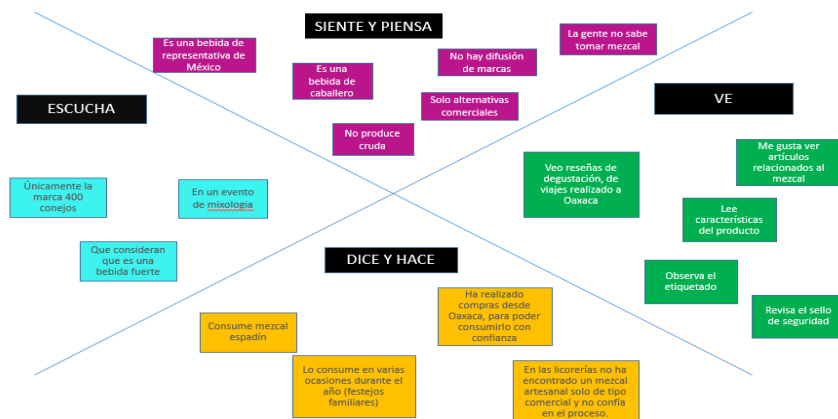 SIENTE Y PIENSA
Es una bebida de
representativa de
México
Es una
bebida de
caballero
No hay difusión
de marcas
La gente no sabe
tomar mezcal
Solo alternativas
comerciales
No produce
cruda
ESCUCHA
Únicamente la
marca 400
conejos
En un evento
de mixologia
Que consideran
que es una
bebida fuerte
VE
Veo reseñas de
degustación, de
viajes realizado a
Oaxaca
Me gusta ver
artículos
relacionados al
mezcal
Lee
características
del producto
Observa el
etiquetado
Revisa el sello
de seguridad
DICE Y HACE
Consume mezcal
espadín
Ha realizado
compras desde
Oaxaca, para poder
consumirlo con
confianza
Lo consume en varias
ocasiones durante el
año (festejos
familiares)
En las licorerías no ha
encontrado un mezcal
artesanal solo de tipo
comercial y no confía
en el proceso.